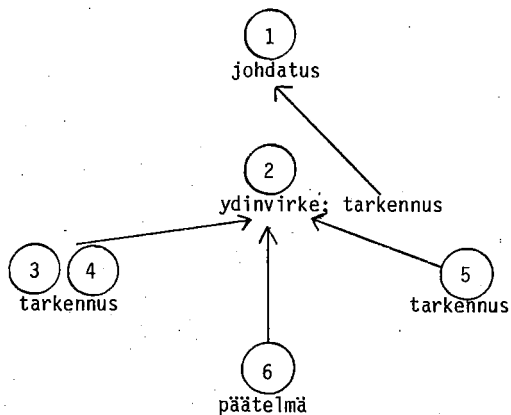 1
johdatus
2
ydinvirke; tarkennus
3 4
tarkennus
5
tarkennus
6
päätelmä